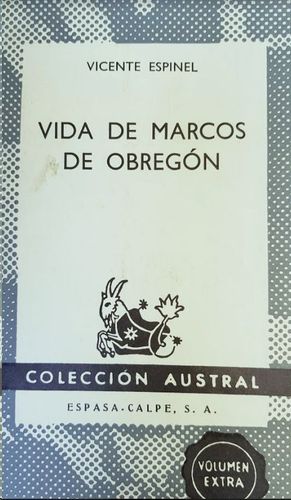 VICENTE ESPINEL
VIDA DE MARCOS
DE OBREGÓN
COLECCIÓN AUSTRAL
ESPASA-CALPE, S. A.
VOLUMEN
EXTRA